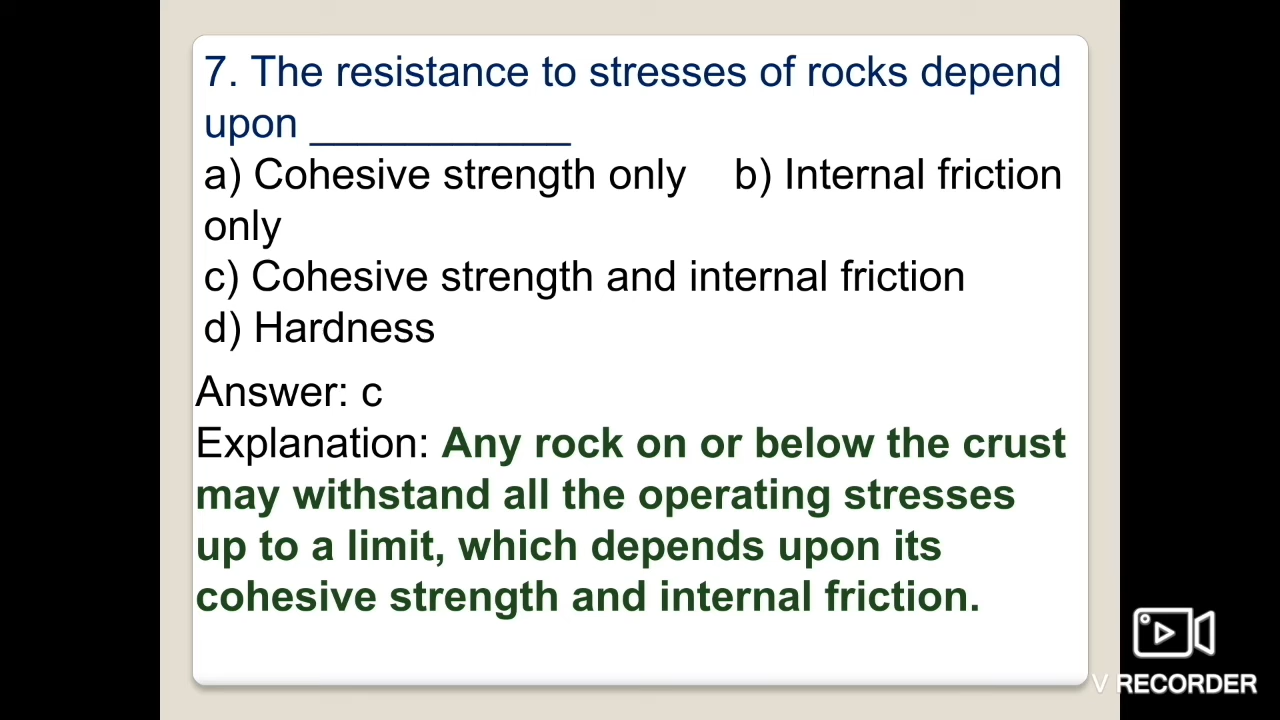 7. The resistance to stresses of rocks depend
upon ___________
a) Cohesive strength only b) Internal friction
only
c) Cohesive strength and internal friction
d) Hardness
Answer: c
Explanation: Any rock on or below the crust
may withstand all the operating stresses
up to a limit, which depends upon its
cohesive strength and internal friction.
V RECORDER